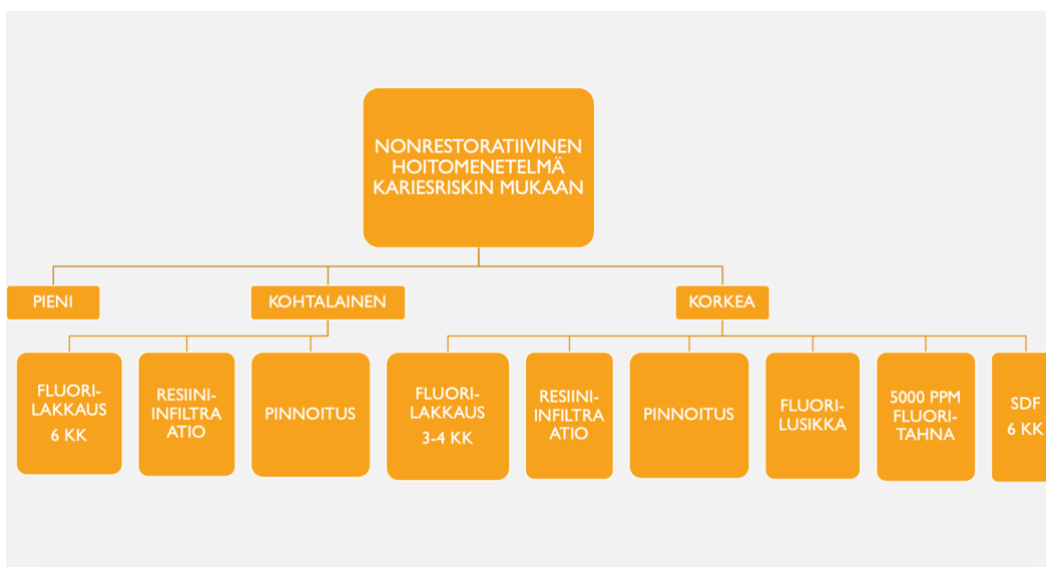 NONRESTORATIIVINEN
HOITOMENETELMÄ
KARIESRISKIN MUKAAN
PIENI
KOHTALAINEN
KORKEA
FLUORI-
LAKKAUS
6 KK
RESIINI-
INFILTRA
ATIO
PINNOITUS
FLUORI-
LAKKAUS
3-4 KK
RESIINI-
INFILTRA
ATIO
PINNOITUS
FLUORI-
LUSIKKA
5000 PPM
FLUORI-
TAHNA
SDF
6 KK